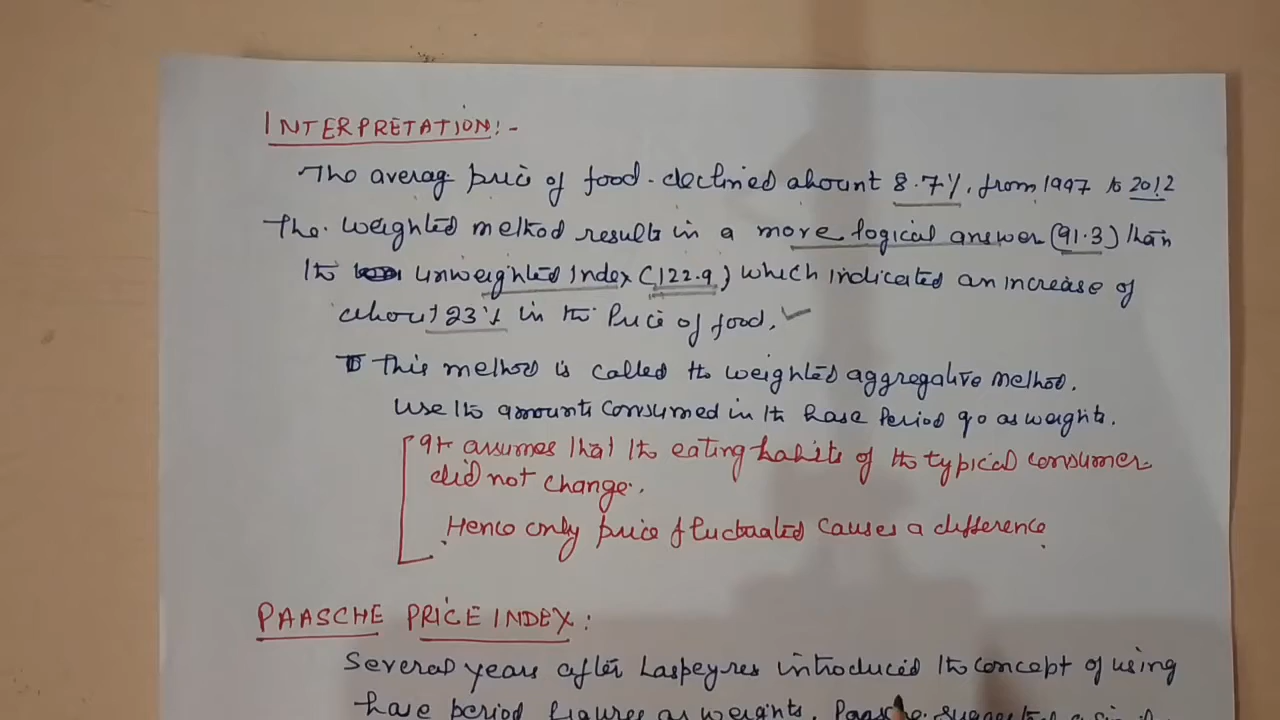 INTERPRETATION:-
The averag price of food declined about 8.7% from 1997 to 2012
The weighted method results in a more logical answer (91.3) than
the unweighted index (122.9) which indicated an increase of
about 23% in the Price of food.
This method is called the weighted aggregative method.
Use the amounts consumed in the base Period q0 as weights.
It assumes that the eating habits of the typical consumer
did not change.
Hence only price fluctuated causes a difference
PAASCHE PRICE INDEX:
Several years after Laspeyres introduced the concept of using
base period figures as weights, Paasche suggested a